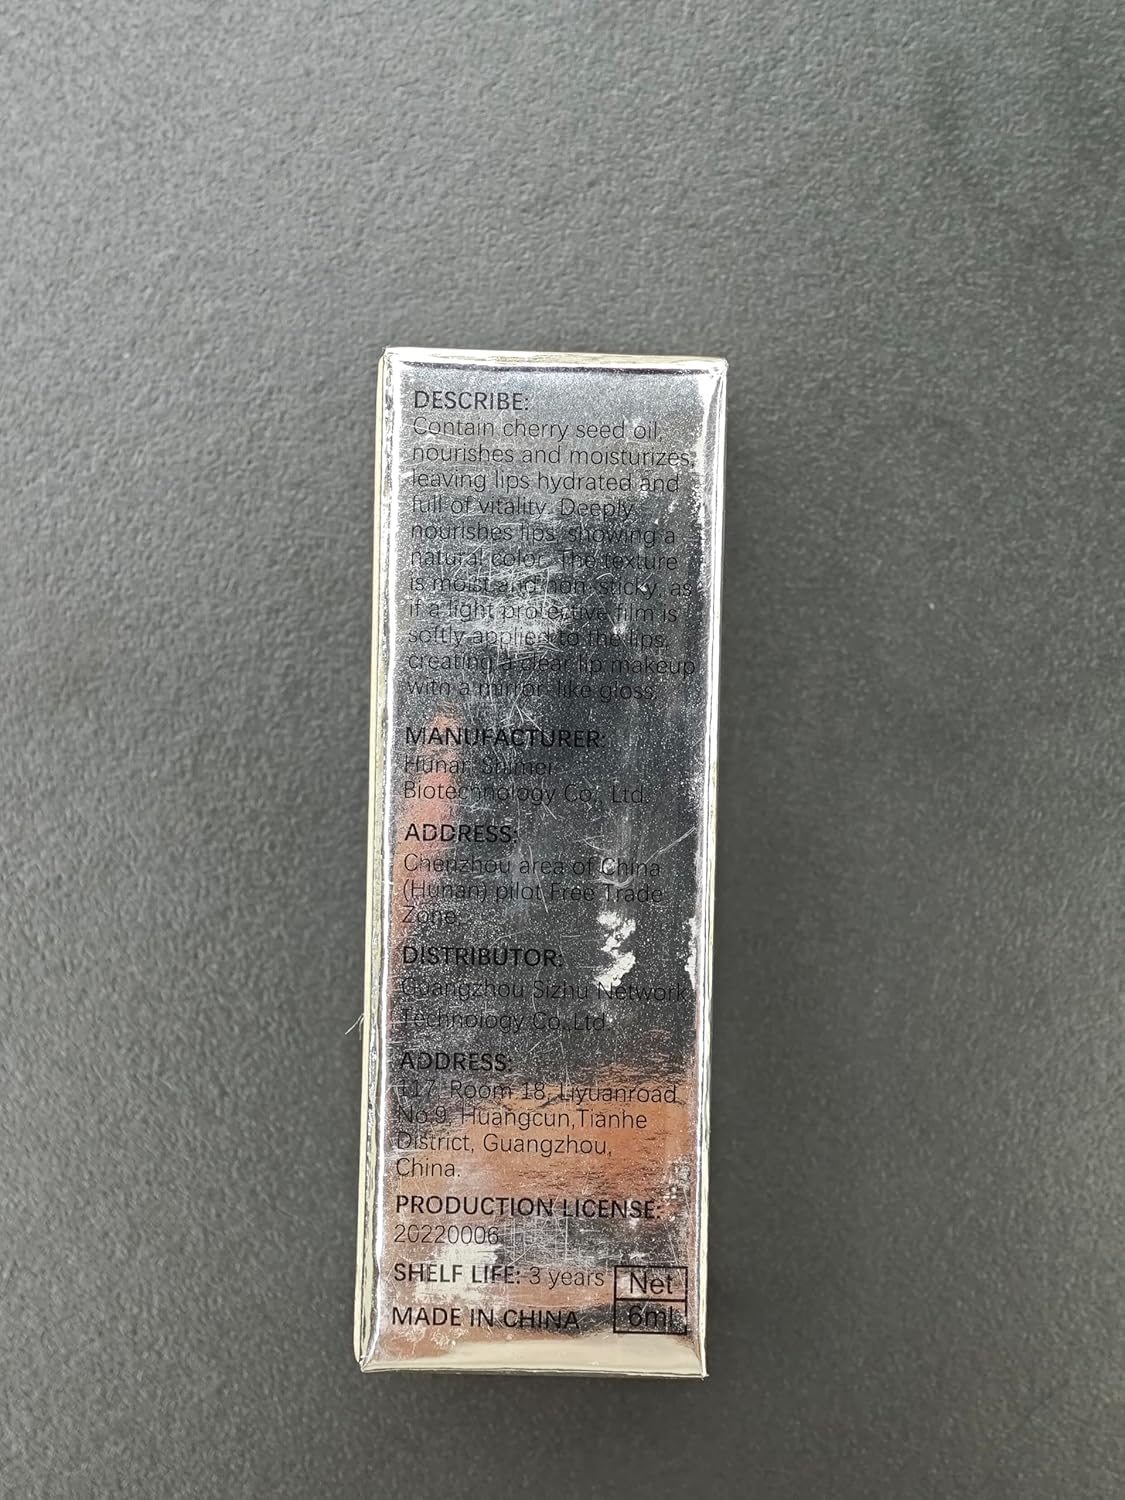 DESCRIBE:
Contain cherry seed oil,
nourishes and moisturizes,
leaving lips hydrated and
full of vitality. Deeply
nourishes lips, showing a
natural color. The texture
is moist and non-sticky, as
if a light protective film is
softly applied to the lips,
creating a clear lip makeup
with a mirror-like gloss.
MANUFACTURER:
Hunan Shimei
Biotechnology Co., Ltd.
ADDRESS:
Chenzhou area of China
(Hunan) pilot Free Trade
Zone.
DISTRIBUTOR:
Guangzhou Sizhu Network
Technology Co.,Ltd.
ADDRESS:
Room 18, Liyuanroad
No.9, Huangcun,Tianhe
District, Guangzhou,
China.
PRODUCTION LICENSE:
20220006
SHELF LIFE: 3 years
MADE IN CHINA
Net
6ml